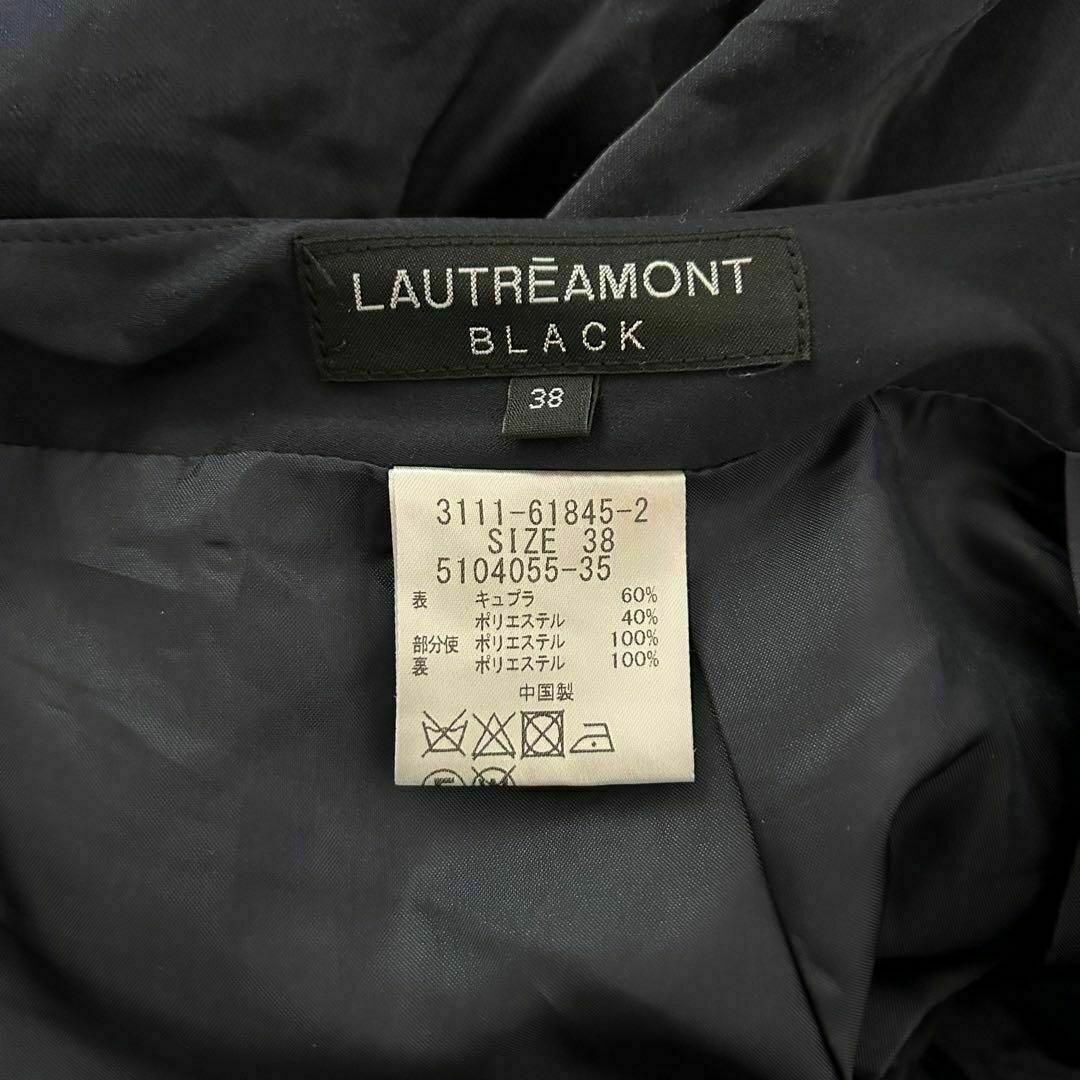 LAUTRĒAMONT
BLACK
38
3111-61845-2
SIZE 38
5104055-35
表 キュプラ 60%
ポリエステル 40%
部分使 ポリエステル 100%
裏 ポリエステル 100%
中国製